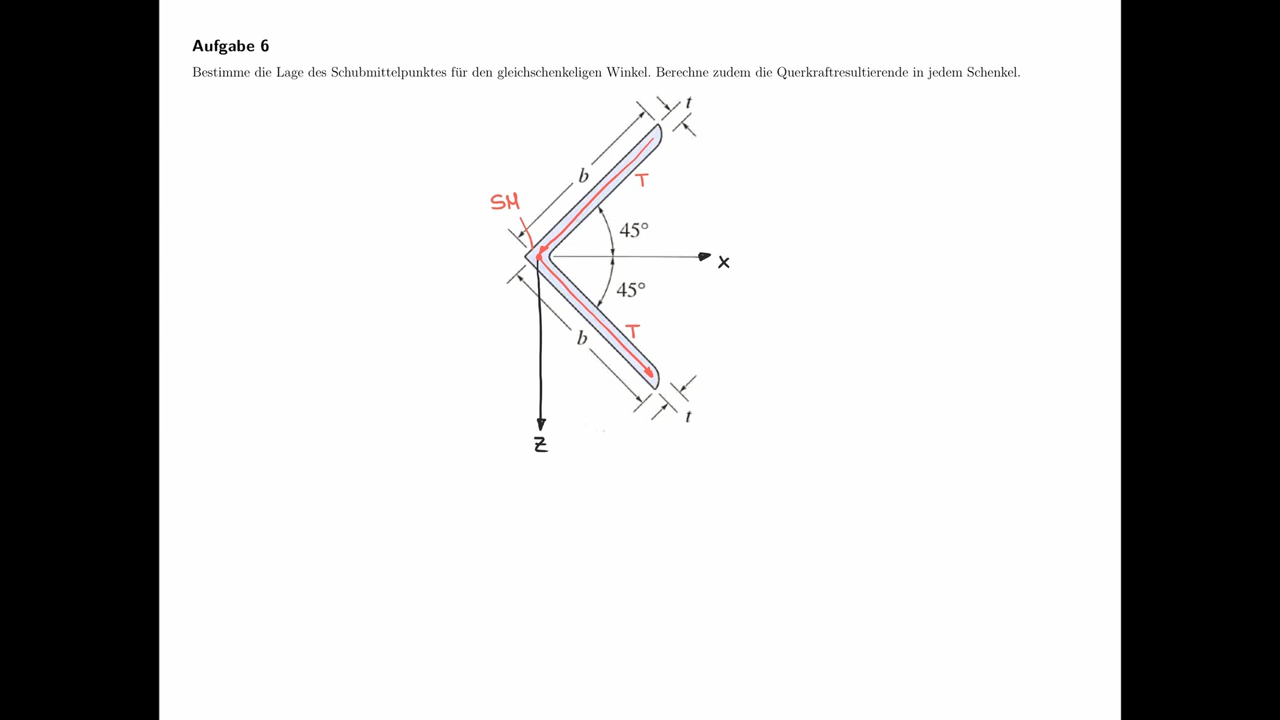 Aufgabe 6
Bestimme die Lage des Schubmittelpunktes für den gleichschenkeligen Winkel. Berechne zudem die Querkraftresultierende in jedem Schenkel.
t
b
T
SM
45°
x
45°
T
b
t
z